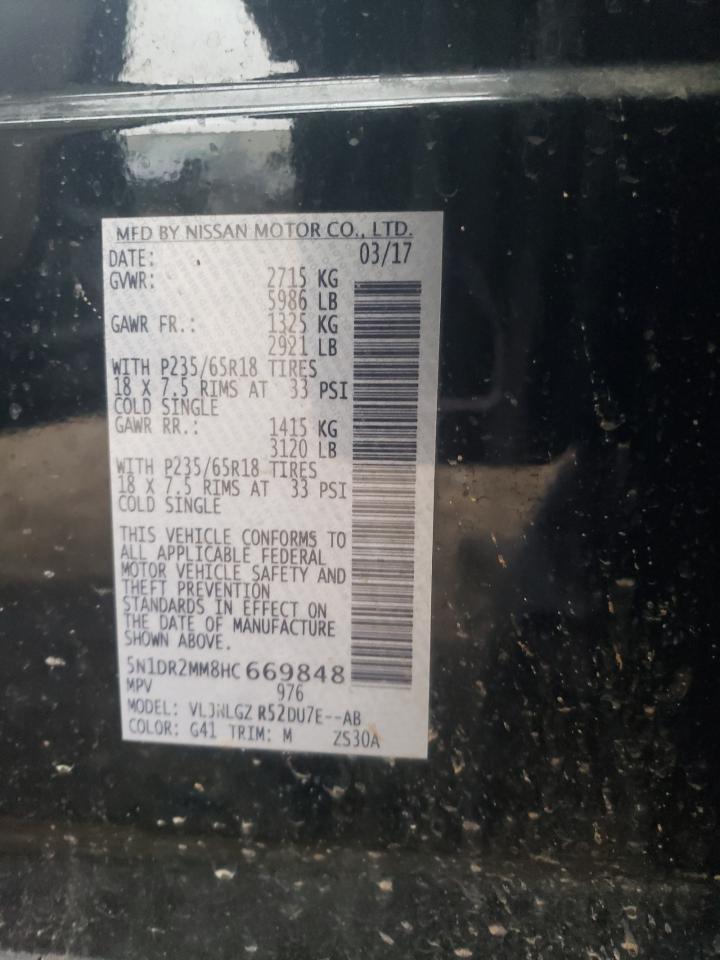 MFD BY NISSAN MOTOR CO., LTD.
DATE: 03/17
GVWR: 2715 KG
5986 LB
GAWR FR.: 1325 KG
2921 LB
WITH P235/65R18 TIRES
18 X 7.5 RIMS AT 33 PSI
COLD SINGLE
GAWR RR.: 1415 KG
3120 LB
WITH P235/65R18 TIRES
18 X 7.5 RIMS AT 33 PSI
COLD SINGLE
THIS VEHICLE CONFORMS TO
ALL APPLICABLE FEDERAL
MOTOR VEHICLE SAFETY AND
THEFT PREVENTION
STANDARDS IN EFFECT ON
THE DATE OF MANUFACTURE
SHOWN ABOVE.
5N1DR2MM8HC669848
MPV 976
MODEL: VLJNLGZ R52DU7E--AB
COLOR: G41 TRIM: M ZS30A